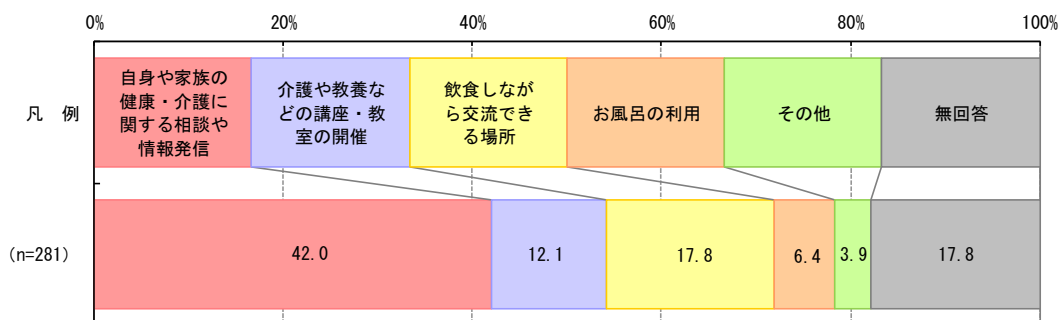 0% 20% 40% 60% 80% 100%
凡 例
自身や家族の
健康・介護に
関する相談や
情報発信
介護や教養な
どの講座・教
室の開催
飲食しなが
ら交流でき
る場所
お風呂の利用
その他
無回答
(n=281)
42.0 12.1 17.8 6.4 3.9 17.8